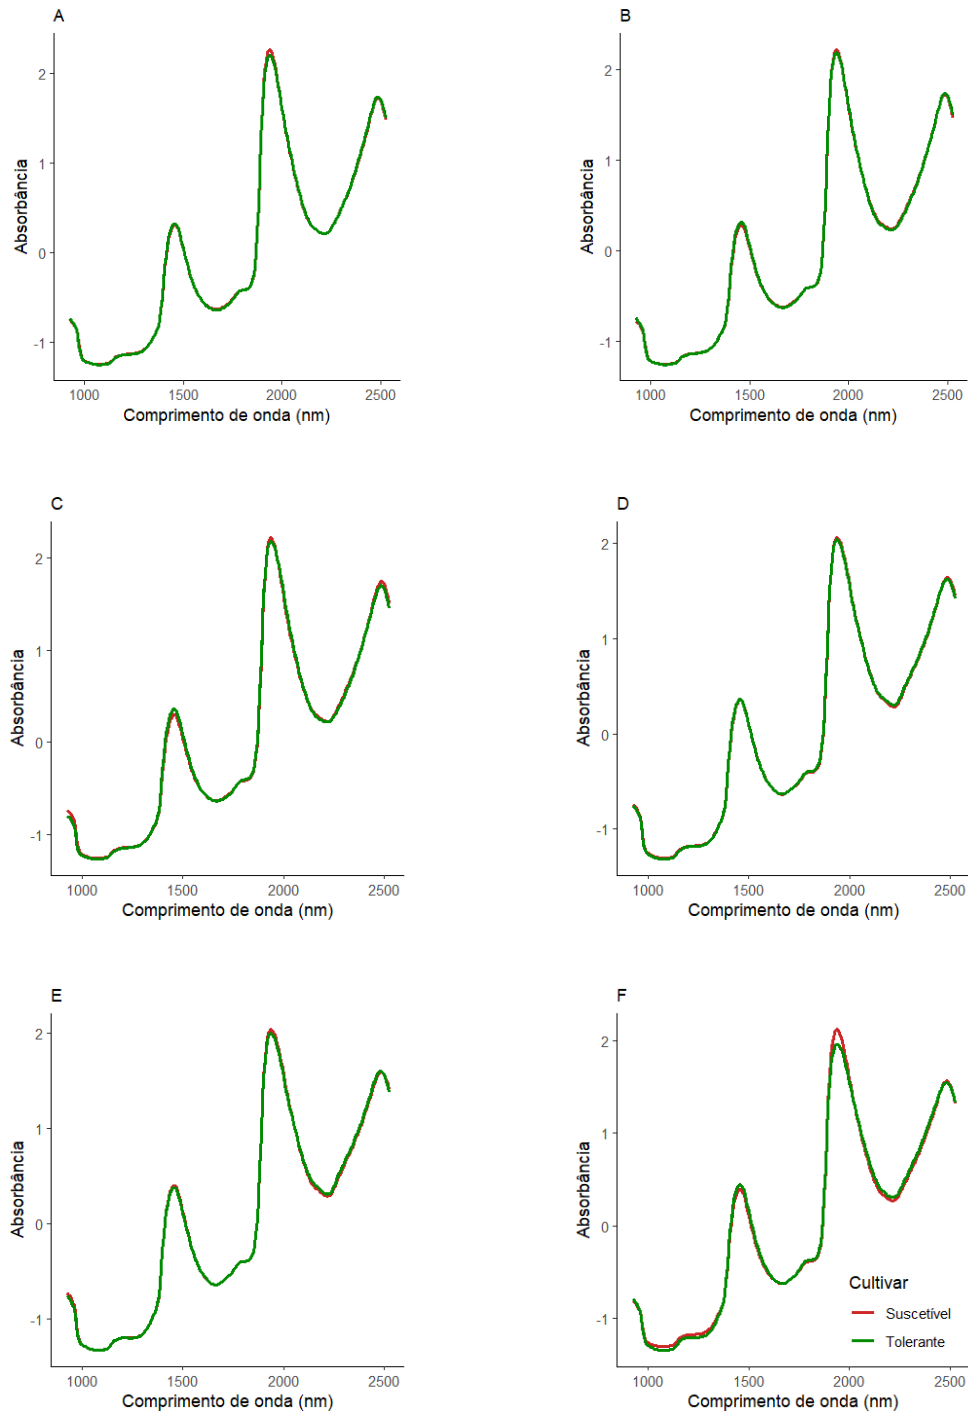 A
Absorbância
2
1
0
-1
1000 1500 2000 2500
Comprimento de onda (nm)
B
Absorbância
2
1
0
-1
1000 1500 2000 2500
Comprimento de onda (nm)
C
Absorbância
2
1
0
-1
1000 1500 2000 2500
Comprimento de onda (nm)
D
Absorbância
2
1
0
-1
1000 1500 2000 2500
Comprimento de onda (nm)
E
Absorbância
2
1
0
-1
1000 1500 2000 2500
Comprimento de onda (nm)
F
Absorbância
2
1
0
-1
1000 1500 2000 2500
Comprimento de onda (nm)
Cultivar
Suscetível
Tolerante